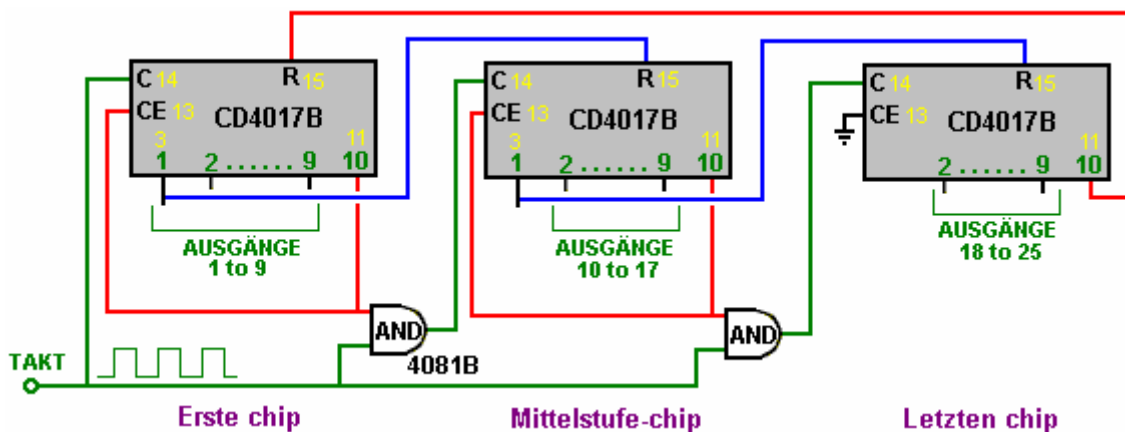 C 14 R 15
CE 13 CD4017B
3 11
1 2 ...... 9 10
AUSGÄNGE
1 to 9
C 14 R 15
CE 13 CD4017B
3 11
1 2 ...... 9 10
AUSGÄNGE
10 to 17
C 14 R 15
CE 13 CD4017B
11
2 ...... 9 10
AUSGÄNGE
18 to 25
AND
4081B
AND
TAKT
Erste chip
Mittelstufe-chip
Letzten chip